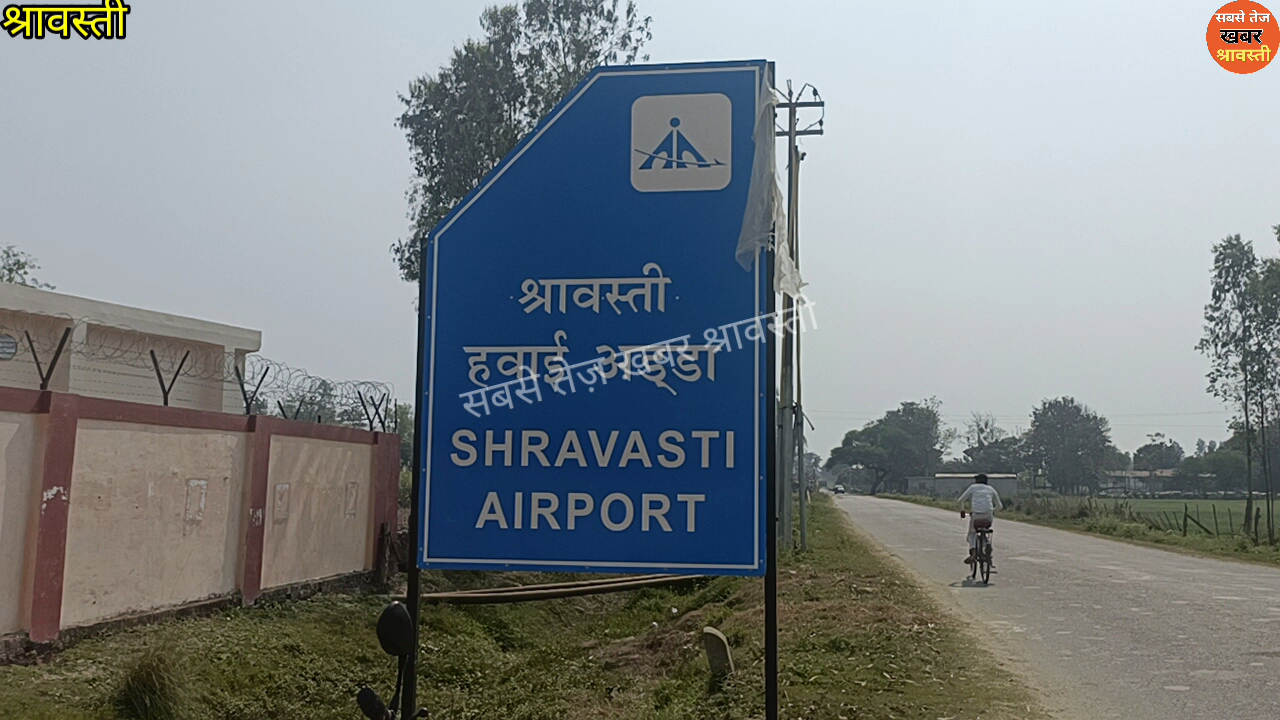 श्रावस्ती
सबसे तेज
खबर
श्रावस्ती
श्रावस्ती
हवाई अड्डा
सबसे तेज़ खबर श्रावस्ती
SHRAVASTI
AIRPORT